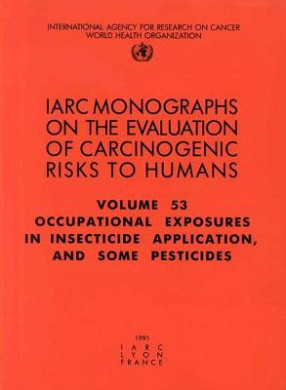 INTERNATIONAL AGENCY FOR RESEARCH ON CANCER
WORLD HEALTH ORGANIZATION
IARC MONOGRAPHS
ON THE EVALUATION
OF CARCINOGENIC
RISKS TO HUMANS
VOLUME 53
OCCUPATIONAL EXPOSURES
IN INSECTICIDE APPLICATION,
AND SOME PESTICIDES
1991
IARC
LYON
FRANCE